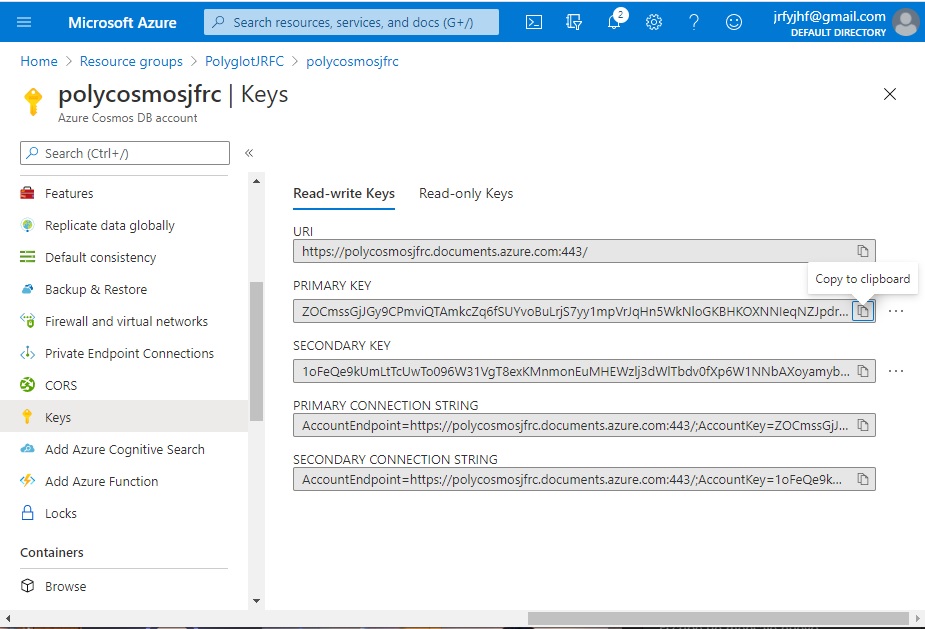 Microsoft Azure
Search resources, services, and docs (G+/)
2
jrfyjhf@gmail.com
DEFAULT DIRECTORY
Home > Resource groups > PolyglotJRFC > polycosmosjfrc
polycosmosjfrc | Keys
Azure Cosmos DB account
Search (Ctrl+/)
«
Features
Replicate data globally
Default consistency
Backup & Restore
Firewall and virtual networks
Private Endpoint Connections
CORS
Keys
Add Azure Cognitive Search
Add Azure Function
Locks
Containers
Browse
Read-write Keys
Read-only Keys
URI
https://polycosmosjfrc.documents.azure.com:443/
Copy to clipboard
PRIMARY KEY
ZOCmssGjJGy9CPmviQTAmkcZq6fSUYvoBuLrjS7yy1mpVrJqHn5WkNloGKBHKOXNNIeqNZJpdr...
SECONDARY KEY
1oFeQe9kUmLtTcUwTo096W31VgT8exKMnmonEuMHEWzlj3dWlTbdv0fXp6W1NNbAXoyamyb...
PRIMARY CONNECTION STRING
AccountEndpoint=https://polycosmosjfrc.documents.azure.com:443/;AccountKey=ZOCmssGjJ...
SECONDARY CONNECTION STRING
AccountEndpoint=https://polycosmosjfrc.documents.azure.com:443/;AccountKey=1oFeQe9k...